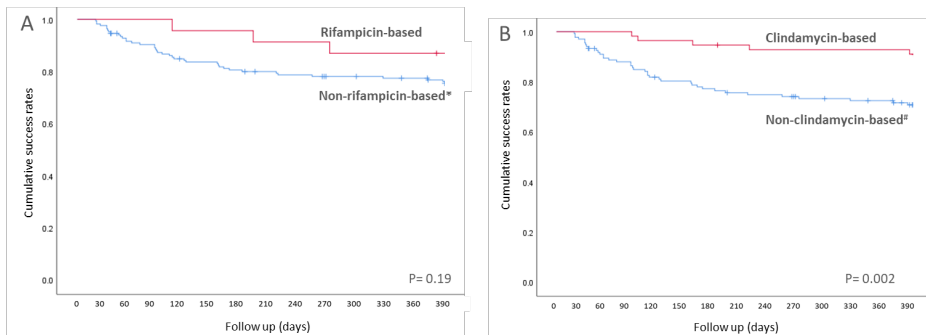 A
Rifampicin-based
Non-rifampicin-based*
Cumulative success rates
1.0
0.8
0.6
0.4
0.2
0.0
P= 0.19
0 30 60 90 120 150 180 210 240 270 300 330 360 390
Follow up (days)
B
Clindamycin-based
Non-clindamycin-based#
Cumulative success rates
1.0
0.8
0.6
0.4
0.2
0.0
P= 0.002
0 30 60 90 120 150 180 210 240 270 300 330 360 390
Follow up (days)